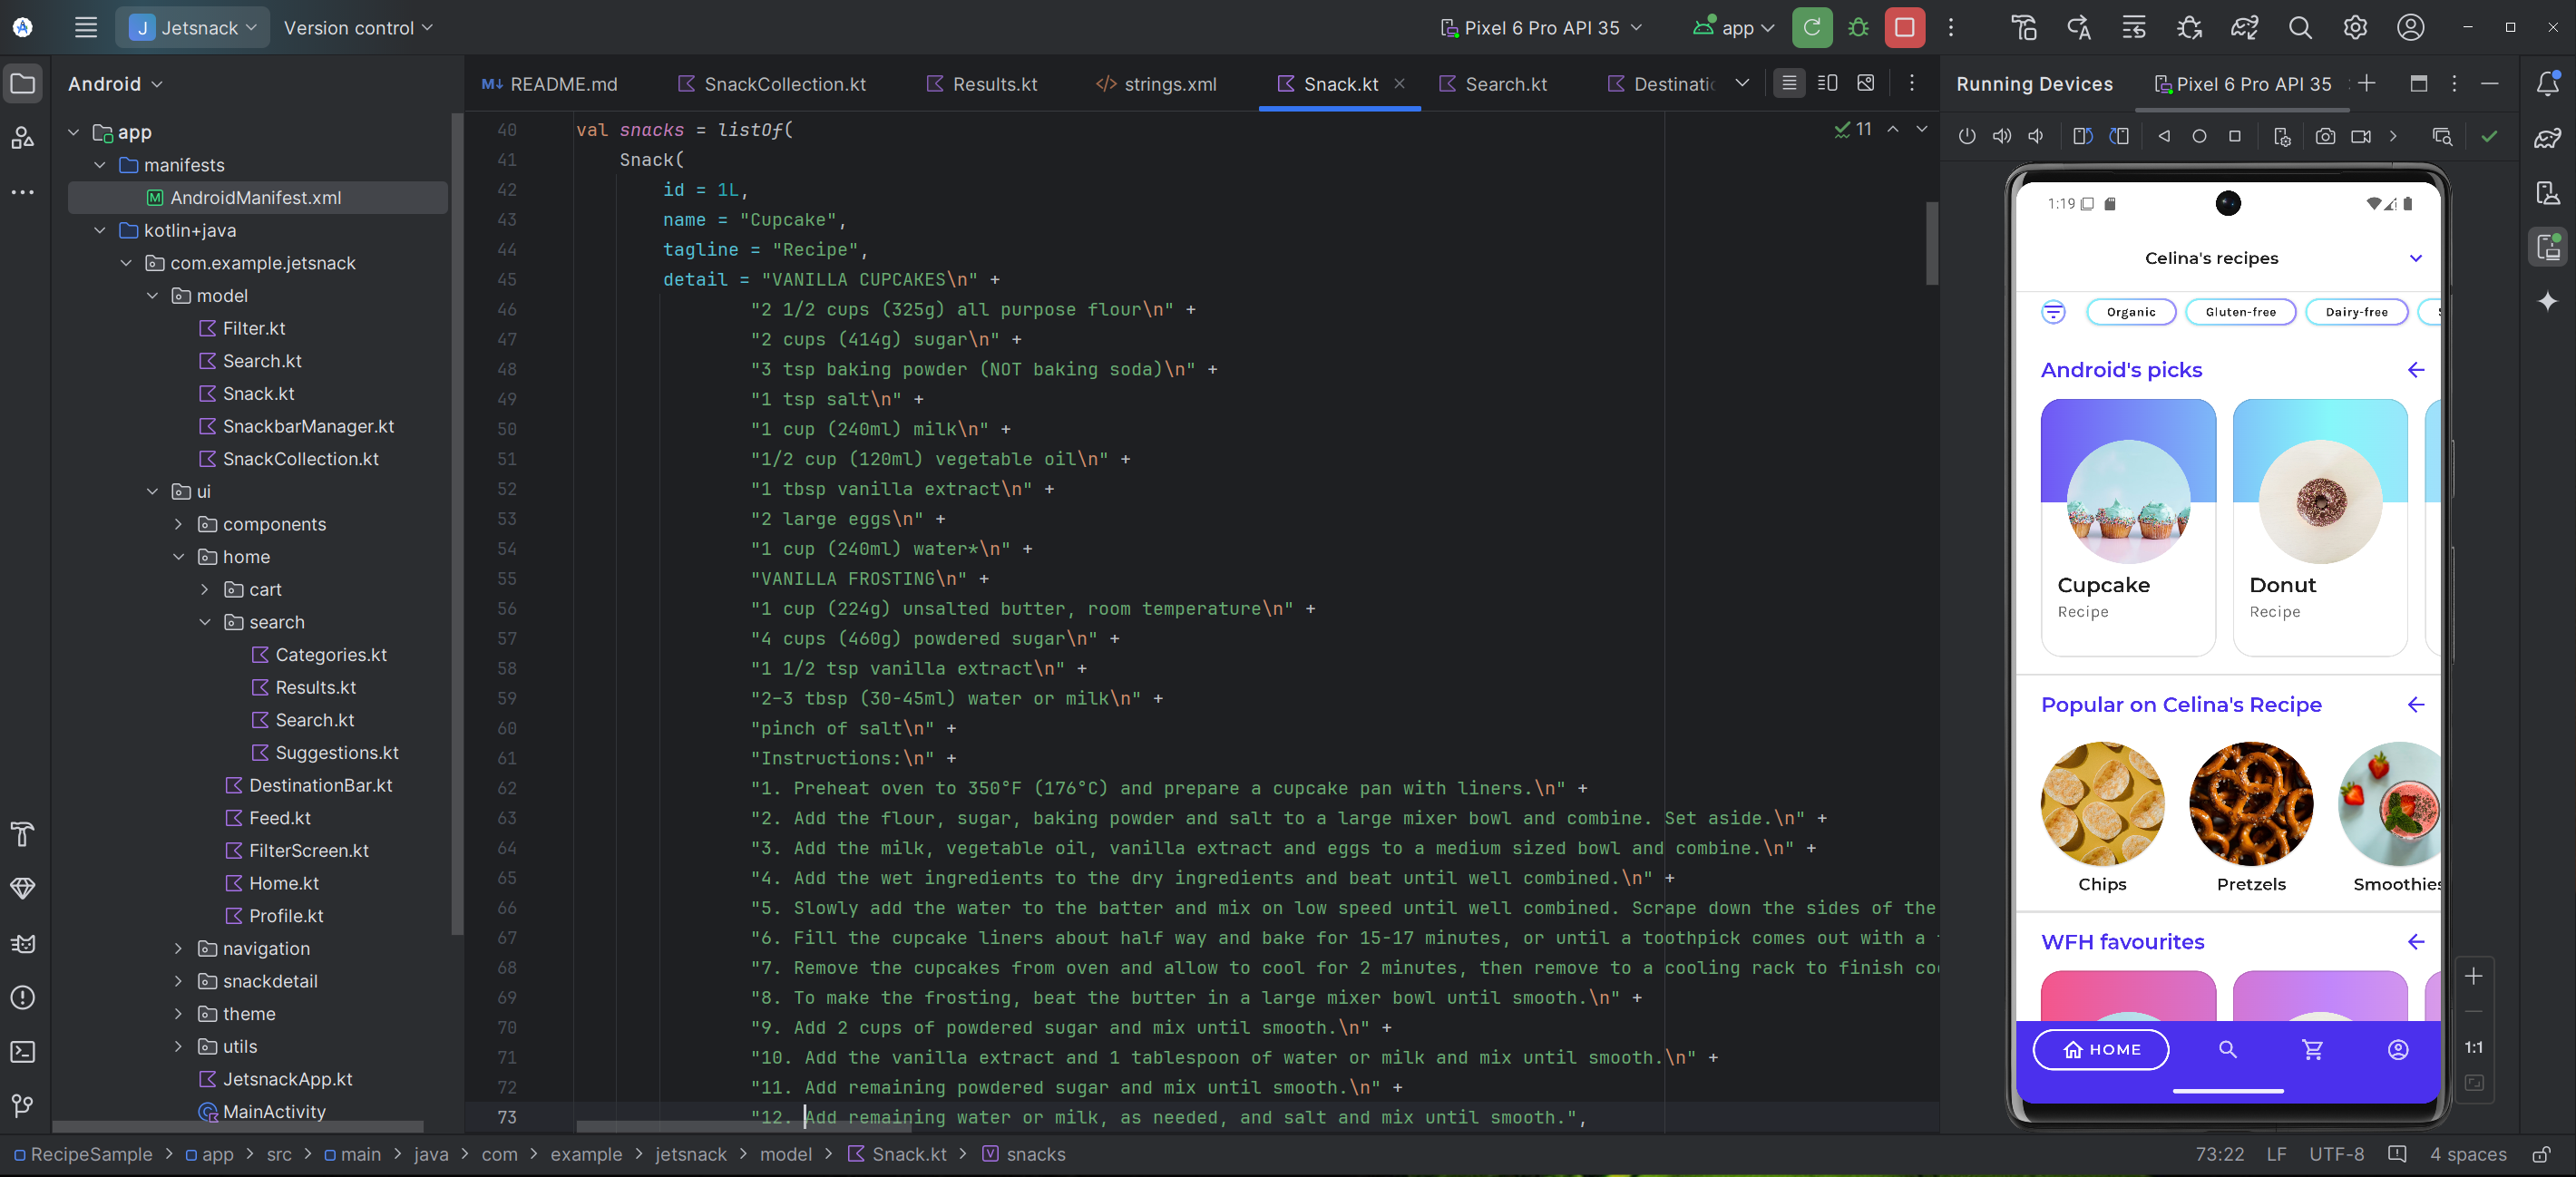 J Jetsnack Version control Pixel 6 Pro API 35 app
Android
app
manifests
AndroidManifest.xml
kotlin+java
com.example.jetsnack
model
Filter.kt
Search.kt
Snack.kt
SnackbarManager.kt
SnackCollection.kt
ui
components
home
cart
search
Categories.kt
Results.kt
Search.kt
Suggestions.kt
DestinationBar.kt
Feed.kt
FilterScreen.kt
Home.kt
Profile.kt
navigation
snackdetail
theme
utils
JetsnackApp.kt
MainActivity
M↓ README.md SnackCollection.kt Results.kt </> strings.xml Snack.kt Search.kt Destinatio
11
40 val snacks = listOf(
41 Snack(
42 id = 1L,
43 name = "Cupcake",
44 tagline = "Recipe",
45 detail = "VANILLA CUPCAKES\n" +
46 "2 1/2 cups (325g) all purpose flour\n" +
47 "2 cups (414g) sugar\n" +
48 "3 tsp baking powder (NOT baking soda)\n" +
49 "1 tsp salt\n" +
50 "1 cup (240ml) milk\n" +
51 "1/2 cup (120ml) vegetable oil\n" +
52 "1 tbsp vanilla extract\n" +
53 "2 large eggs\n" +
54 "1 cup (240ml) water*\n" +
55 "VANILLA FROSTING\n" +
56 "1 cup (224g) unsalted butter, room temperature\n" +
57 "4 cups (460g) powdered sugar\n" +
58 "1 1/2 tsp vanilla extract\n" +
59 "2–3 tbsp (30-45ml) water or milk\n" +
60 "pinch of salt\n" +
61 "Instructions:\n" +
62 "1. Preheat oven to 350°F (176°C) and prepare a cupcake pan with liners.\n" +
63 "2. Add the flour, sugar, baking powder and salt to a large mixer bowl and combine. Set aside.\n" +
64 "3. Add the milk, vegetable oil, vanilla extract and eggs to a medium sized bowl and combine.\n" +
65 "4. Add the wet ingredients to the dry ingredients and beat until well combined.\n" +
66 "5. Slowly add the water to the batter and mix on low speed until well combined. Scrape down the sides of the
67 "6. Fill the cupcake liners about half way and bake for 15-17 minutes, or until a toothpick comes out with a
68 "7. Remove the cupcakes from oven and allow to cool for 2 minutes, then remove to a cooling rack to finish co
69 "8. To make the frosting, beat the butter in a large mixer bowl until smooth.\n" +
70 "9. Add 2 cups of powdered sugar and mix until smooth.\n" +
71 "10. Add the vanilla extract and 1 tablespoon of water or milk and mix until smooth.\n" +
72 "11. Add remaining powdered sugar and mix until smooth.\n" +
73 "12. Add remaining water or milk, as needed, and salt and mix until smooth.",
Running Devices Pixel 6 Pro API 35
1:19
Celina's recipes
Organic Gluten-free Dairy-free
Android's picks
Cupcake Donut
Recipe Recipe
Popular on Celina's Recipe
Chips Pretzels Smoothies
WFH favourites
HOME
1:1
RecipeSample > app > src > main > java > com > example > jetsnack > model > Snack.kt > snacks
73:22 LF UTF-8 4 spaces